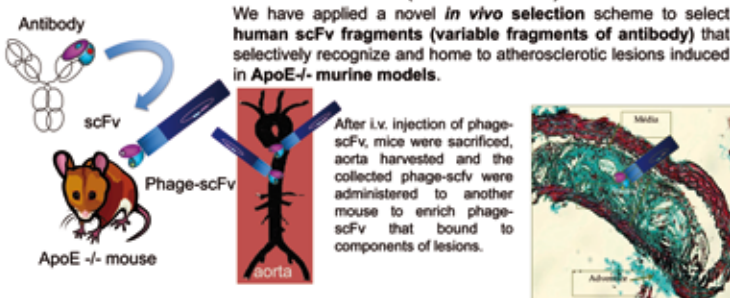 We have applied a novel in vivo selection scheme to select
human scFv fragments (variable fragments of antibody) that
selectively recognize and home to atherosclerotic lesions induced
in ApoE-/- murine models.
Antibody
scFv
Phage-scFv
ApoE -/- mouse
aorta
After i.v. injection of phage-
scFv, mice were sacrificed,
aorta harvested and the
collected phage-scfv were
administered to another
mouse to enrich phage-
scFv that bound to
components of lesions.
Média